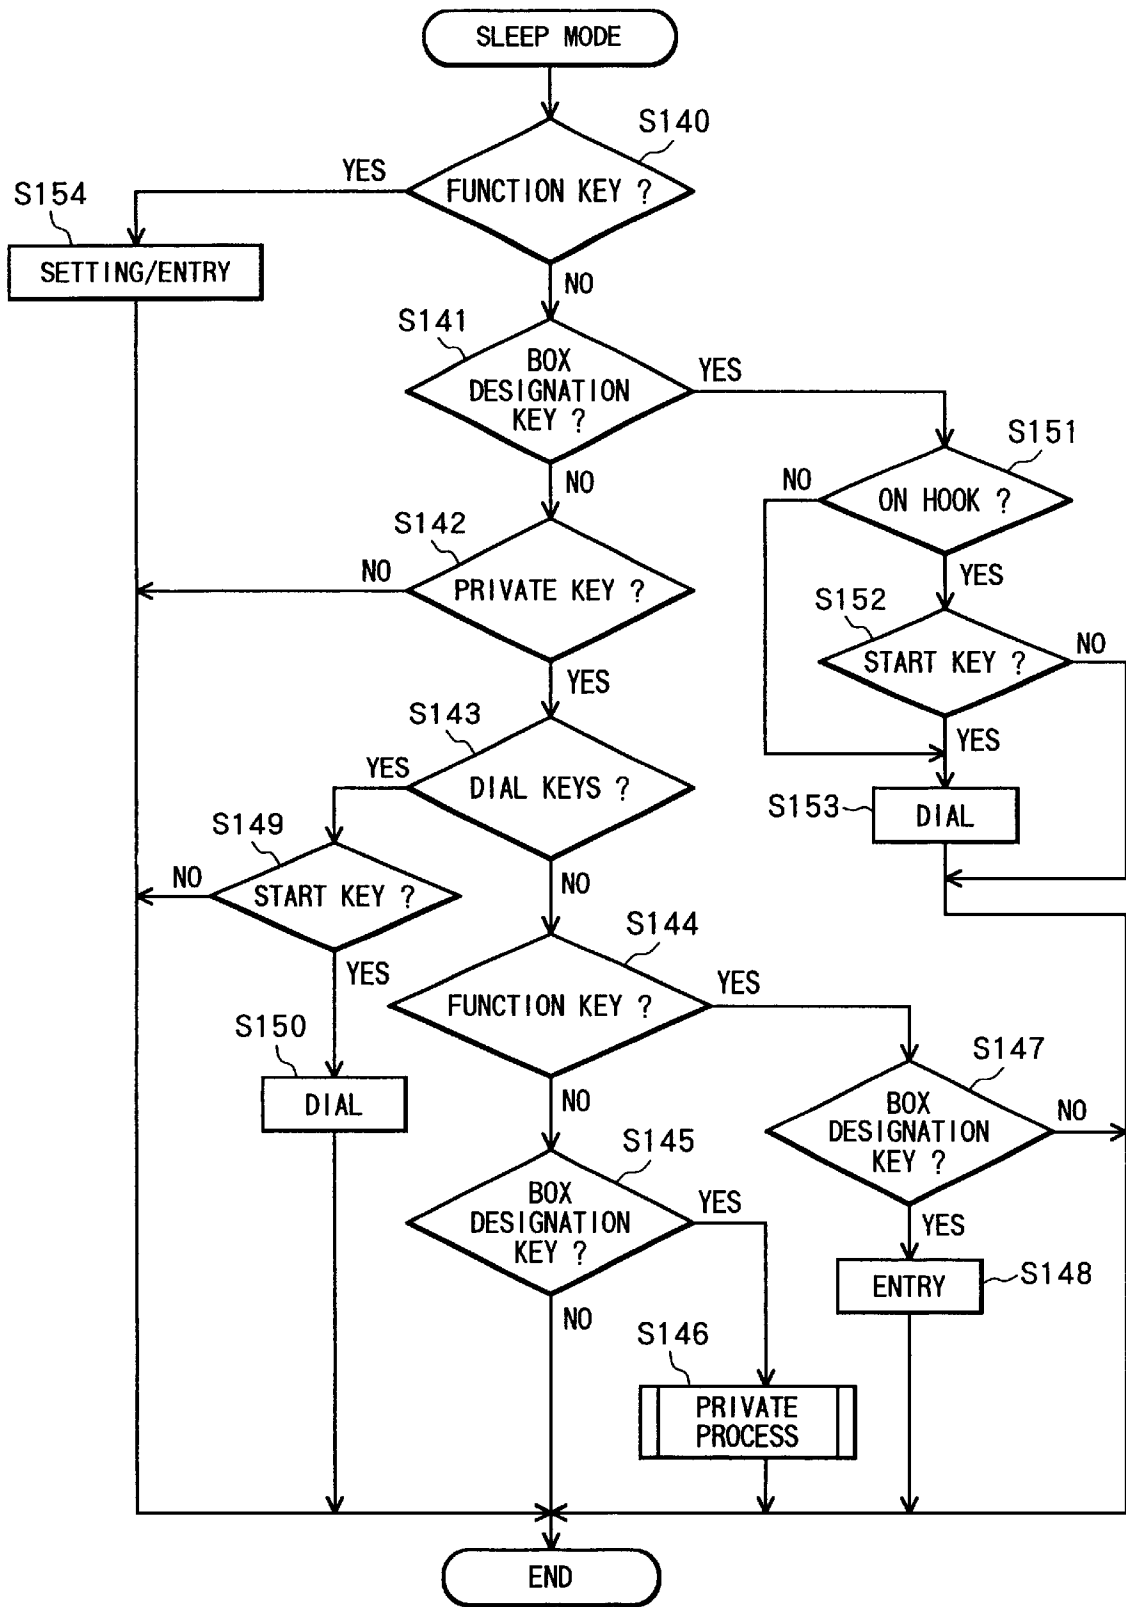 SLEEP MODE
S140
FUNCTION KEY ?
YES
S154
SETTING/ENTRY
NO
S141
BOX
DESIGNATION
KEY ?
YES
NO
S151
ON HOOK ?
NO
YES
S142
PRIVATE KEY ?
NO
YES
S152
START KEY ?
NO
YES
S153
DIAL
S143
DIAL KEYS ?
YES
NO
S149
START KEY ?
NO
YES
S150
DIAL
S144
FUNCTION KEY ?
YES
NO
S147
BOX
DESIGNATION
KEY ?
NO
YES
S148
ENTRY
S145
BOX
DESIGNATION
KEY ?
YES
NO
S146
PRIVATE
PROCESS
END